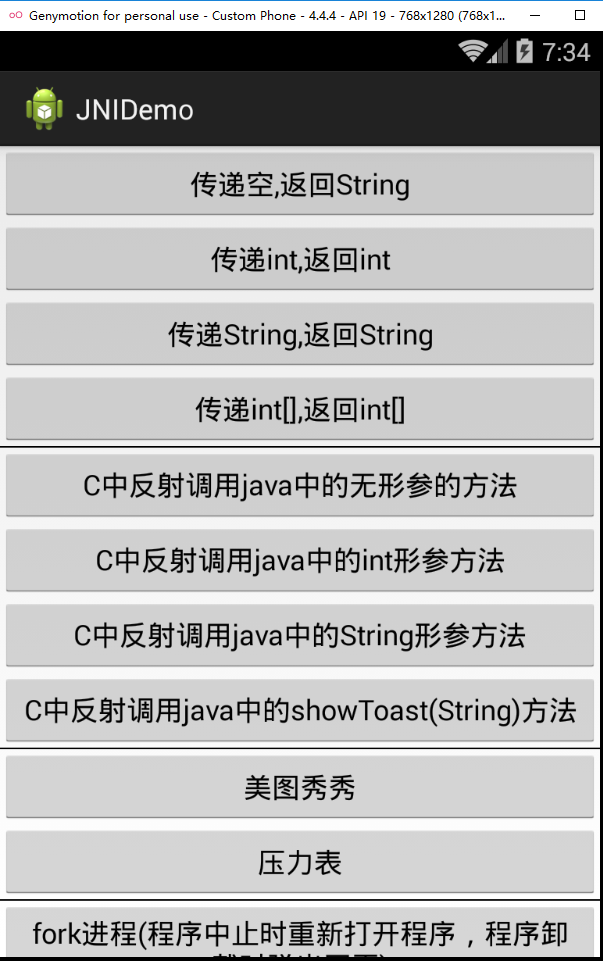 Genymotion for personal use - Custom Phone - 4.4.4 - API 19 - 768x1280 (768x1...
7:34
JNIDemo
传递空,返回String
传递int,返回int
传递String,返回String
传递int[],返回int[]
C中反射调用java中的无形参的方法
C中反射调用java中的int形参方法
C中反射调用java中的String形参方法
C中反射调用java中的showToast(String)方法
美图秀秀
压力表
fork进程(程序中止时重新打开程序，程序卸